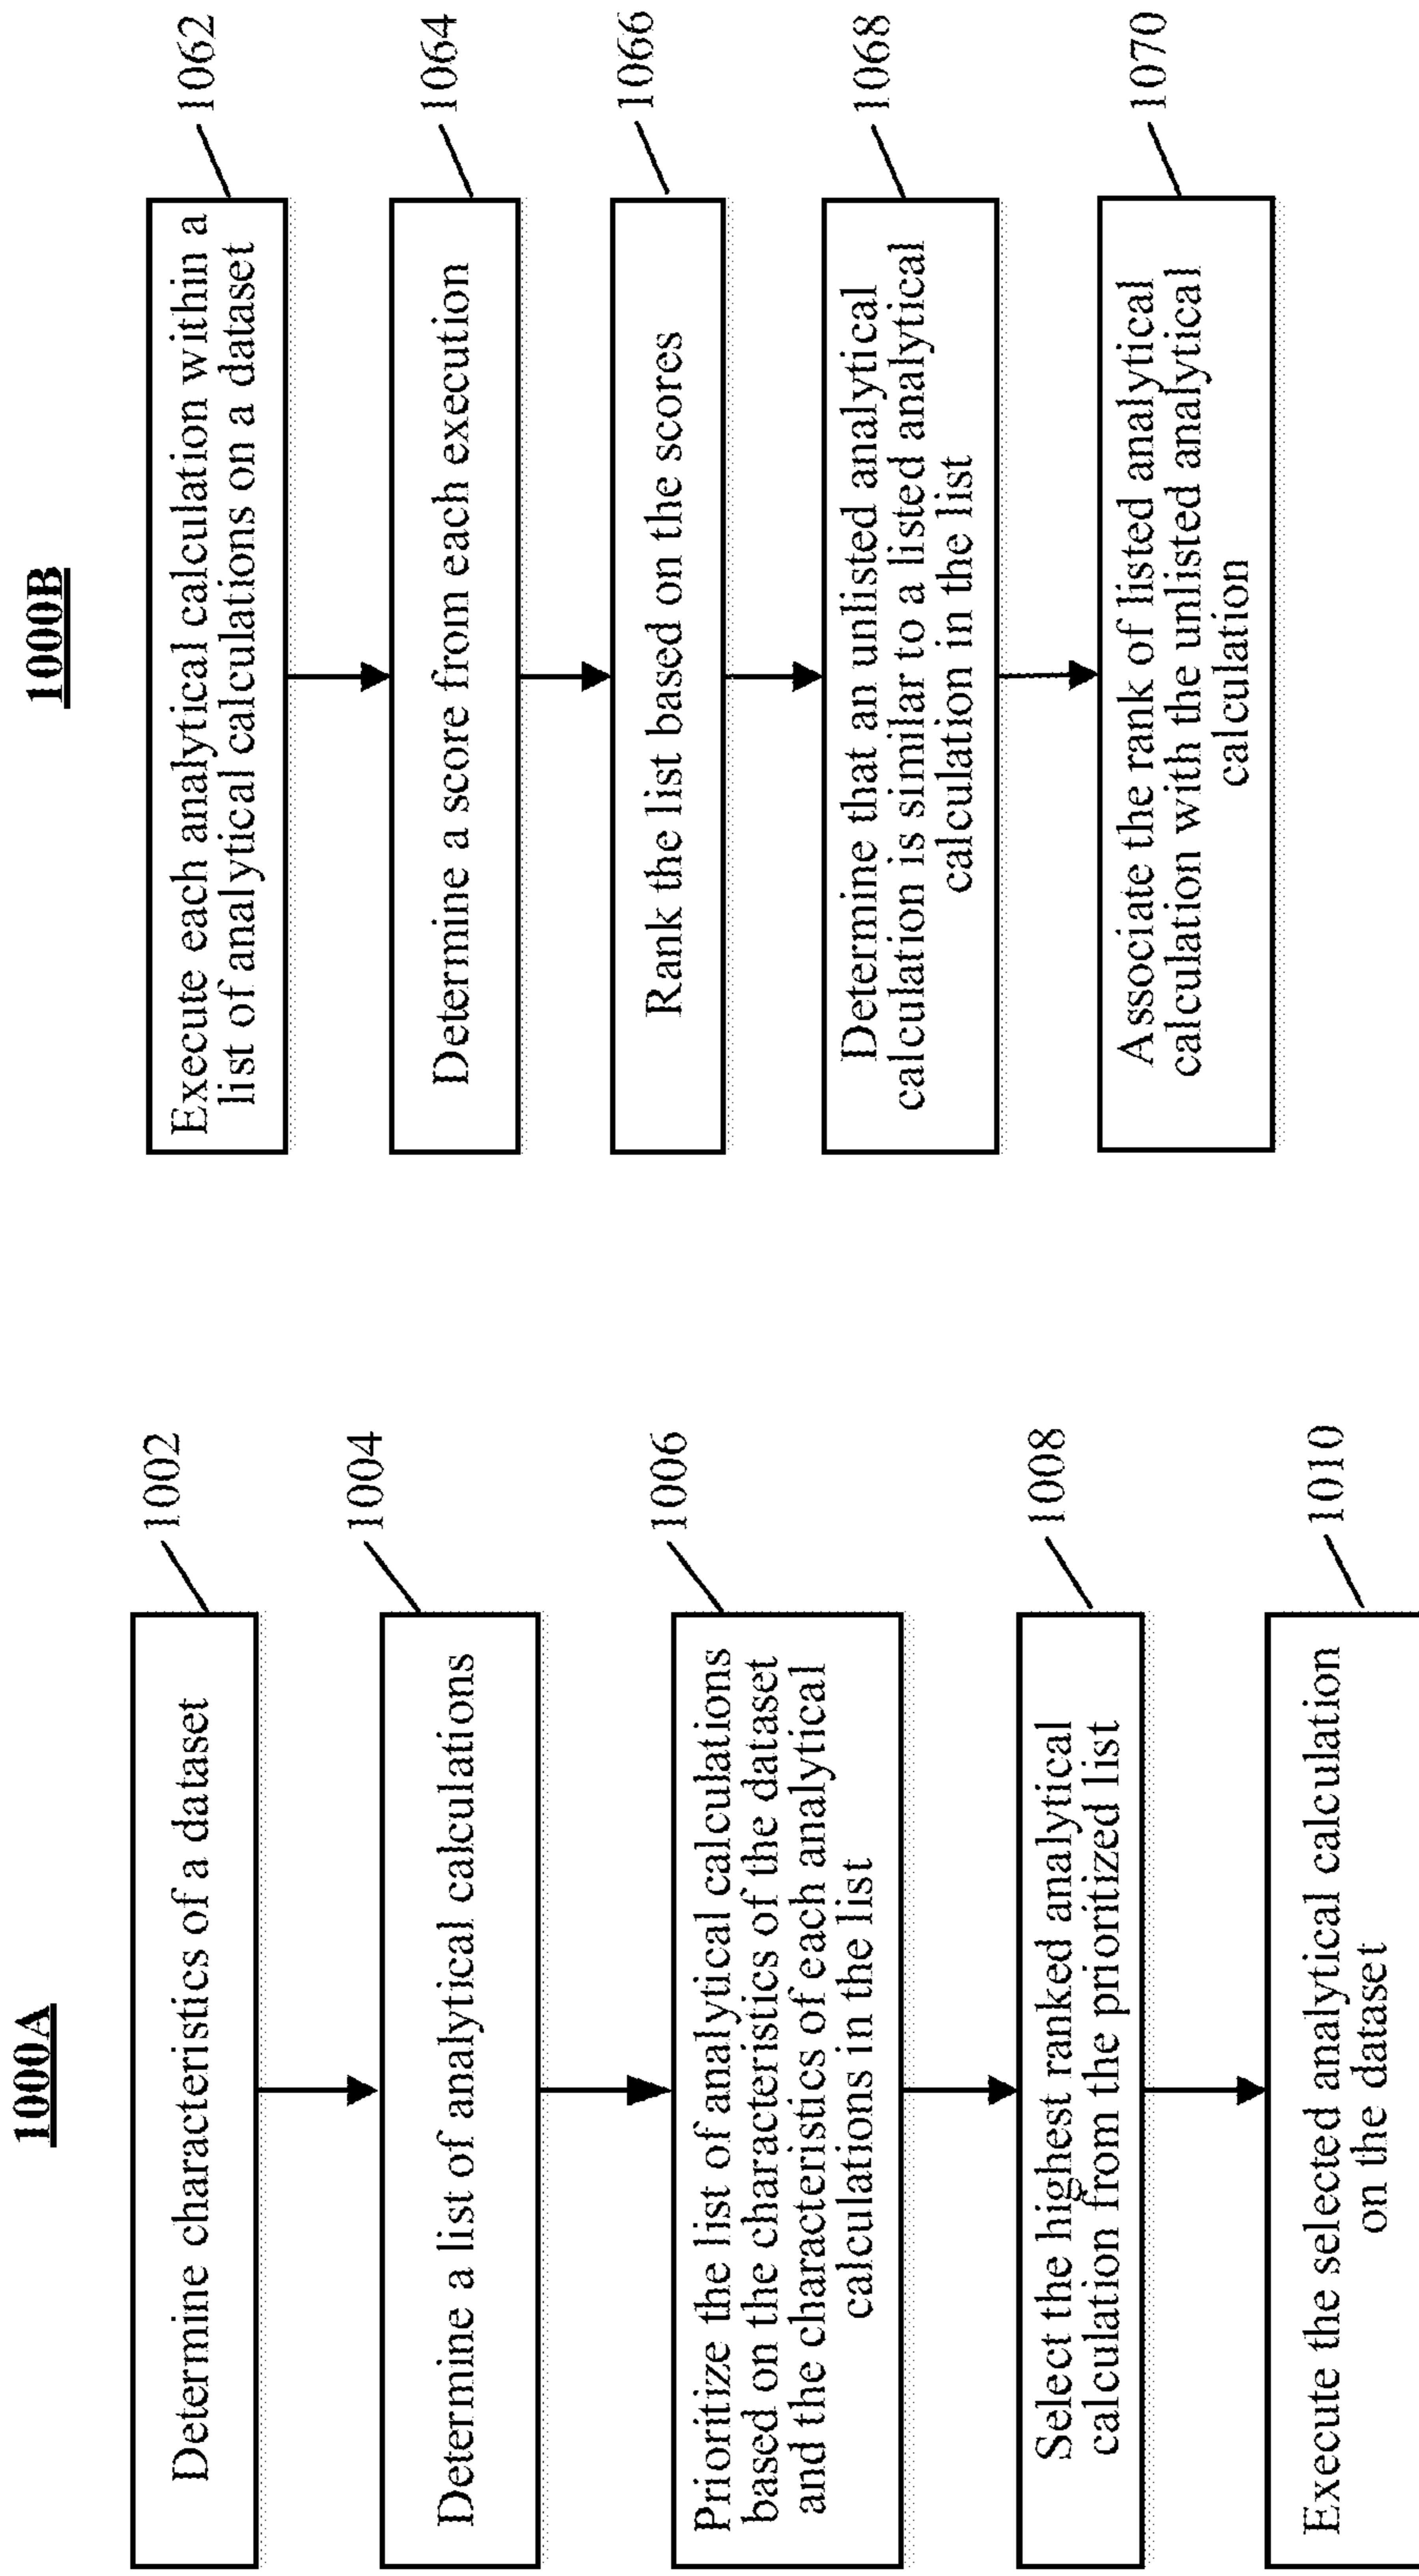 1000A
Determine characteristics of a dataset
1002
Determine a list of analytical calculations
1004
Prioritize the list of analytical calculations
based on the characteristics of the dataset
and the characteristics of each analytical
calculations in the list
1006
Select the highest ranked analytical
calculation from the prioritized list
1008
Execute the selected analytical calculation
on the dataset
1010
1000B
Execute each analytical calculation within a
list of analytical calculations on a dataset
1062
Determine a score from each execution
1064
Rank the list based on the scores
1066
Determine that an unlisted analytical
calculation is similar to a listed analytical
calculation in the list
1068
Associate the rank of listed analytical
calculation with the unlisted analytical
calculation
1070